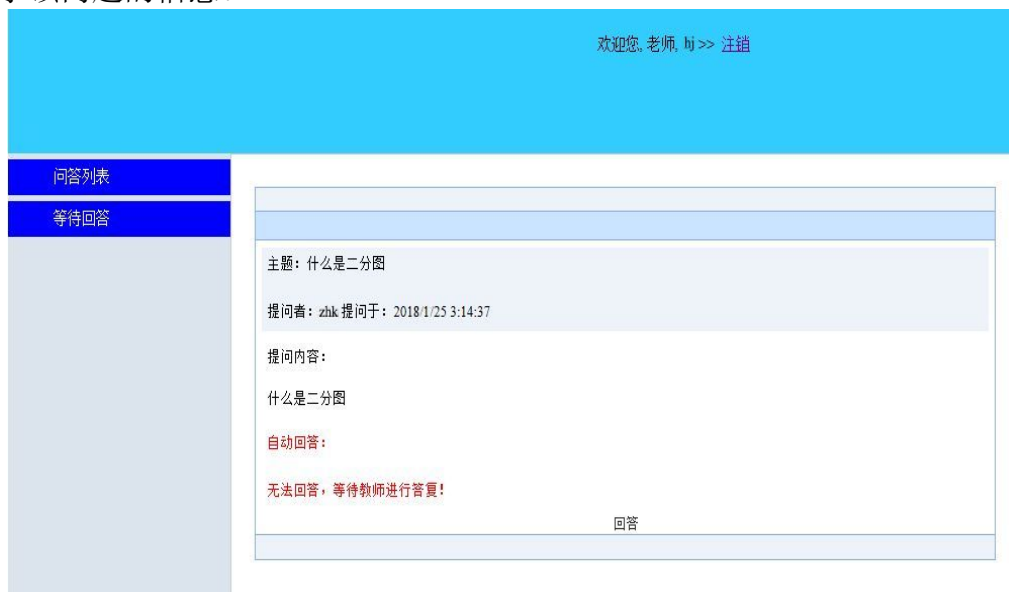 欢迎您, 老师, hj >> 注销
问答列表
等待回答
主题：什么是二分图
提问者：zhk 提问于：2018/1/25 3:14:37
提问内容：
什么是二分图
自动回答：
无法回答，等待教师进行答复！
回答